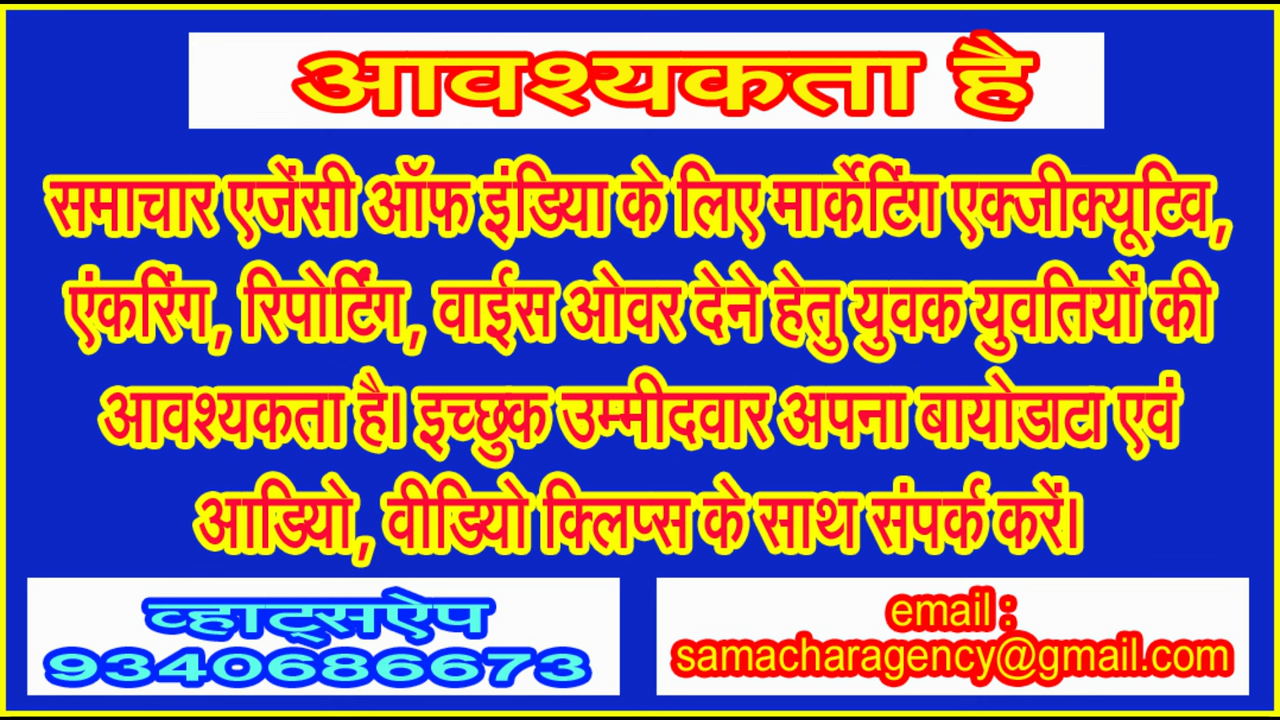 आवश्यकता है
समाचार एजेंसी ऑफ इंडिया के लिए मार्केटिंग एक्जीक्यूटिव,
एंकरिंग, रिपोर्टिंग, वाईस ओवर देने हेतु युवक युवतियों की
आवश्यकता है। इच्छुक उम्मीदवार अपना बायोडाटा एवं
आडियो, वीडियो क्लिप्स के साथ संपर्क करें।
व्हाट्सऐप
9340686673
email :
samacharagency@gmail.com